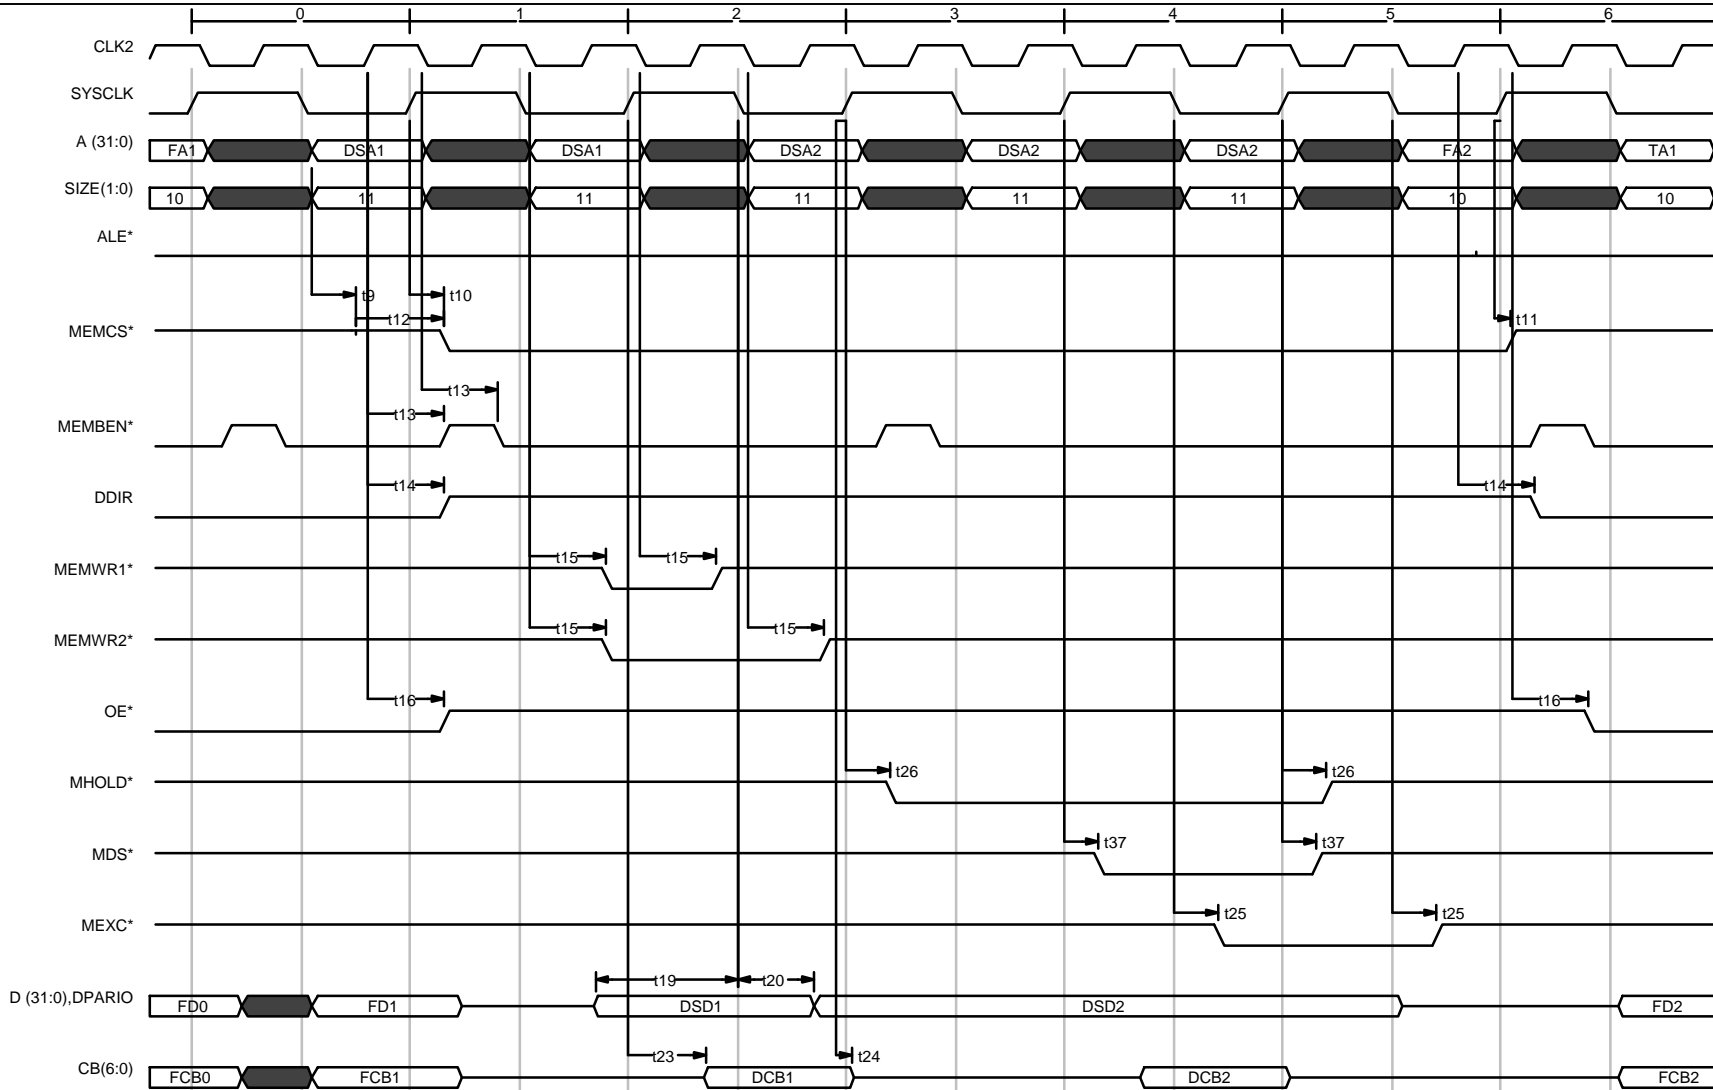 0 1 2 3 4 5 6
CLK2
SYSCLK
A (31:0) FA1 DSA1 DSA1 DSA2 DSA2 DSA2 FA2 TA1
SIZE(1:0) 10 11 11 11 11 11 10 10
ALE*
t9 t10
t12 t11
MEMCS*
t13
t13
MEMBEN*
t14 t14
DDIR
t15 t15
MEMWR1*
t15 t15
MEMWR2*
t16 t16
OE*
t26 t26
MHOLD*
t37 t37
MDS*
t25 t25
MEXC*
t19 t20
D (31:0),DPARIO FD0 FD1 DSD1 DSD2 FD2
t23 t24
CB(6:0) FCB0 FCB1 DCB1 DCB2 FCB2